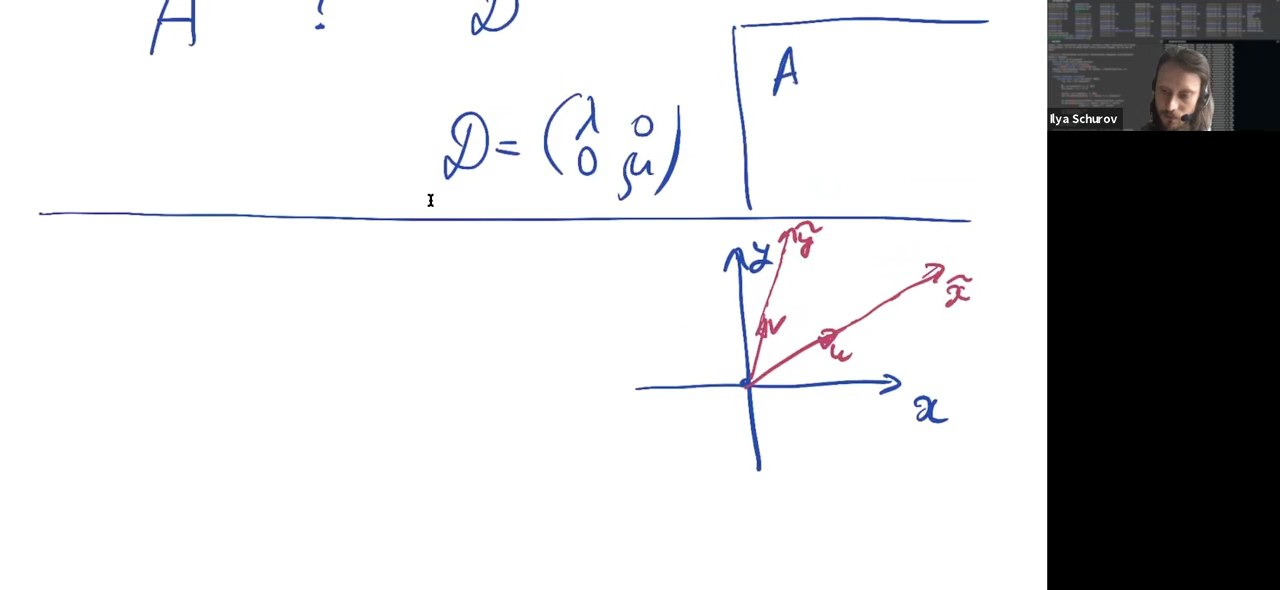 A ? D
A
D = (λ 0
0 μ)
y ỹ
x̃
v
u
x
Ilya Schurov